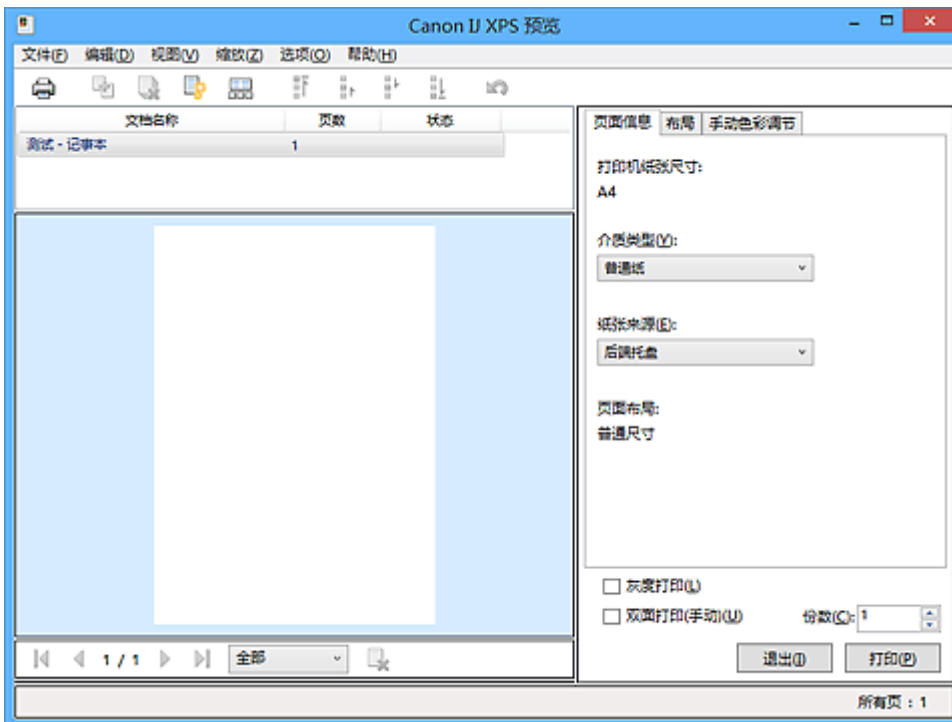 Canon IJ XPS 预览
文件(F) 编辑(D) 视图(V) 缩放(Z) 选项(O) 帮助(H)
文档名称 页数 状态
测试 - 记事本 1
页面信息 布局 手动色彩调节
打印机纸张尺寸:
A4
介质类型(Y):
普通纸
纸张来源(E):
后端托盘
页面布局:
普通尺寸
灰度打印(L)
双面打印(手动)(U) 份数(C): 1
1 / 1 全部
退出(I) 打印(P)
所有页 : 1